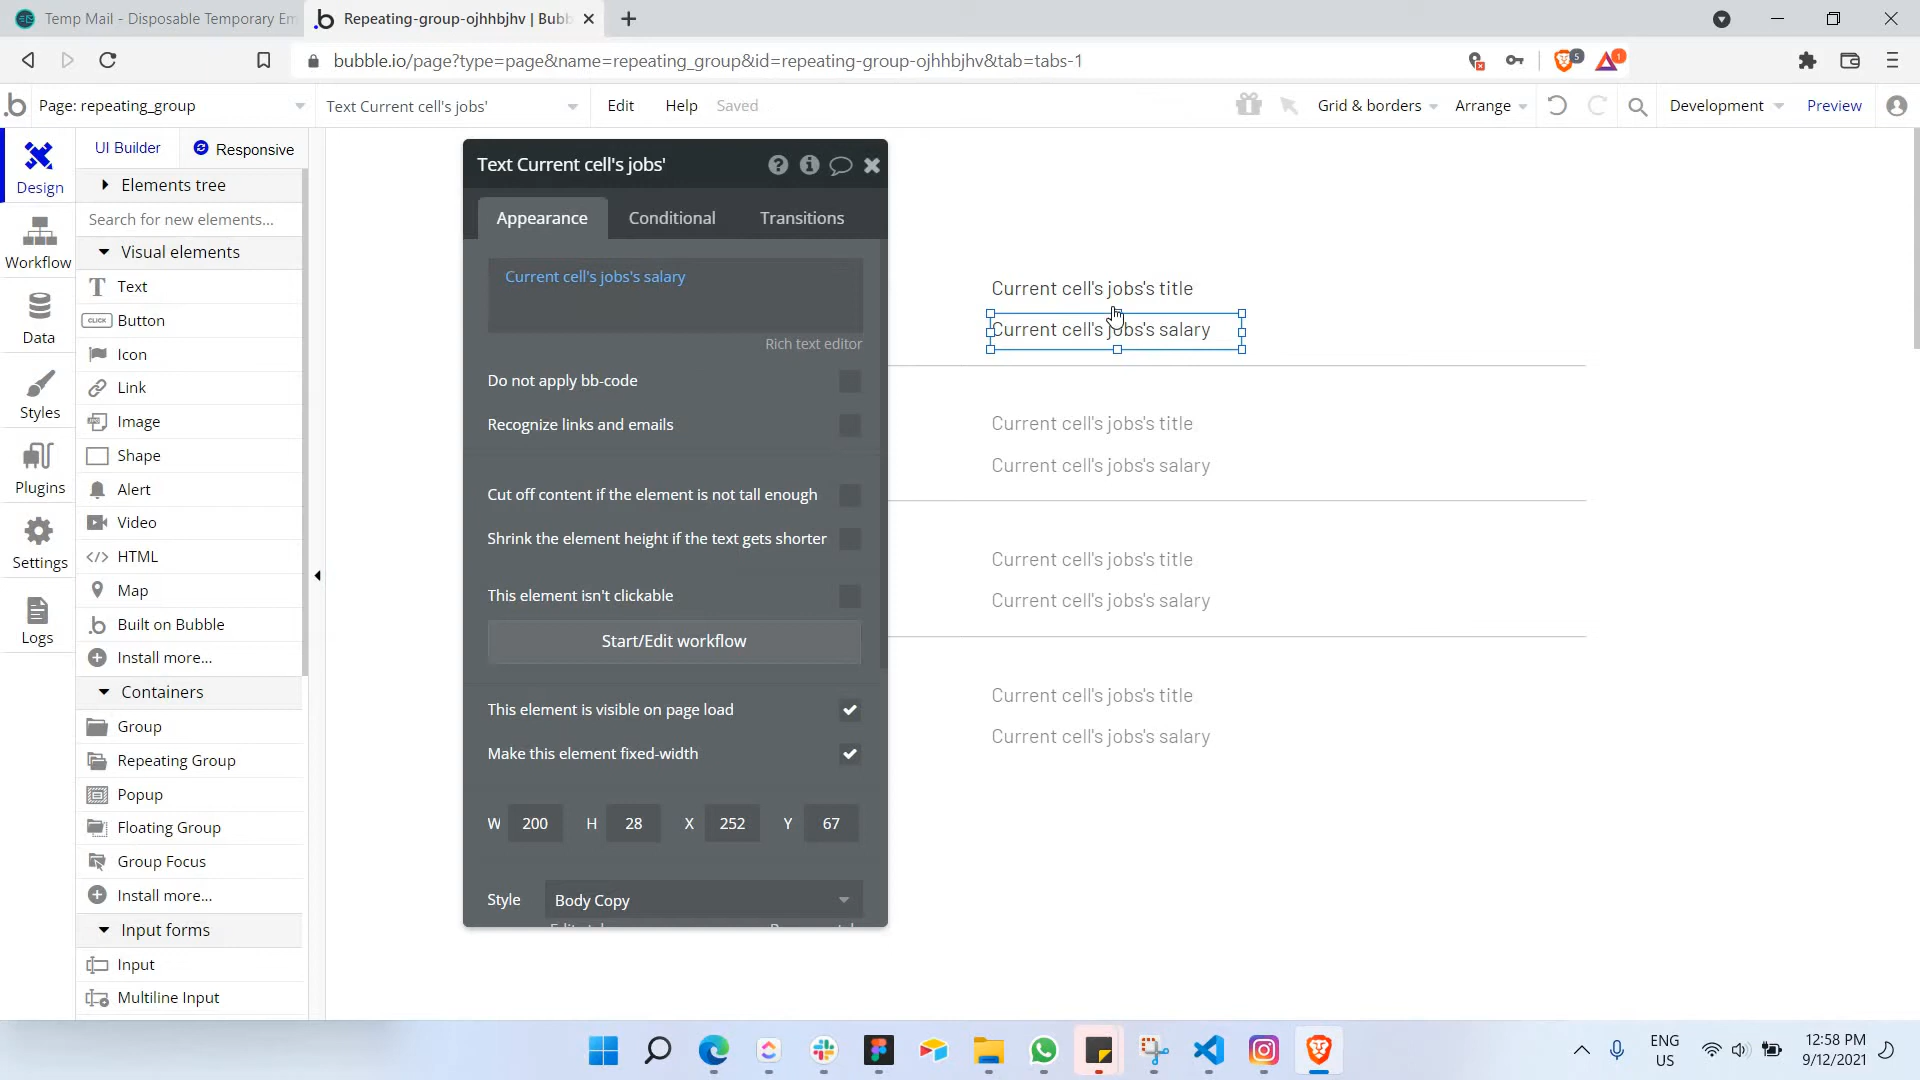 Temp Mail - Disposable Temporary Em
Repeating-group-ojhhbjhv | Bubb
bubble.io/page?type=page&name=repeating_group&id=repeating-group-ojhhbjhv&tab=tabs-1
5
1
Page: repeating_group
Text Current cell's jobs'
Edit
Help
Saved
Grid & borders
Arrange
Development
Preview
Design
Workflow
Data
Styles
Plugins
Settings
Logs
UI Builder
Responsive
Elements tree
Search for new elements...
Visual elements
Text
CLICK
Button
Icon
Link
Image
Shape
Alert
Video
HTML
Map
Built on Bubble
Install more...
Containers
Group
Repeating Group
Popup
Floating Group
Group Focus
Install more...
Input forms
Input
Multiline Input
Text Current cell's jobs'
Appearance
Conditional
Transitions
Current cell's jobs's salary
Rich text editor
Do not apply bb-code
Recognize links and emails
Cut off content if the element is not tall enough
Shrink the element height if the text gets shorter
This element isn't clickable
Start/Edit workflow
This element is visible on page load
Make this element fixed-width
W 200 H 28 X 252 Y 67
Style Body Copy
Current cell's jobs's title
Current cell's jobs's salary
Current cell's jobs's title
Current cell's jobs's salary
Current cell's jobs's title
Current cell's jobs's salary
Current cell's jobs's title
Current cell's jobs's salary
ENG
US
12:58 PM
9/12/2021